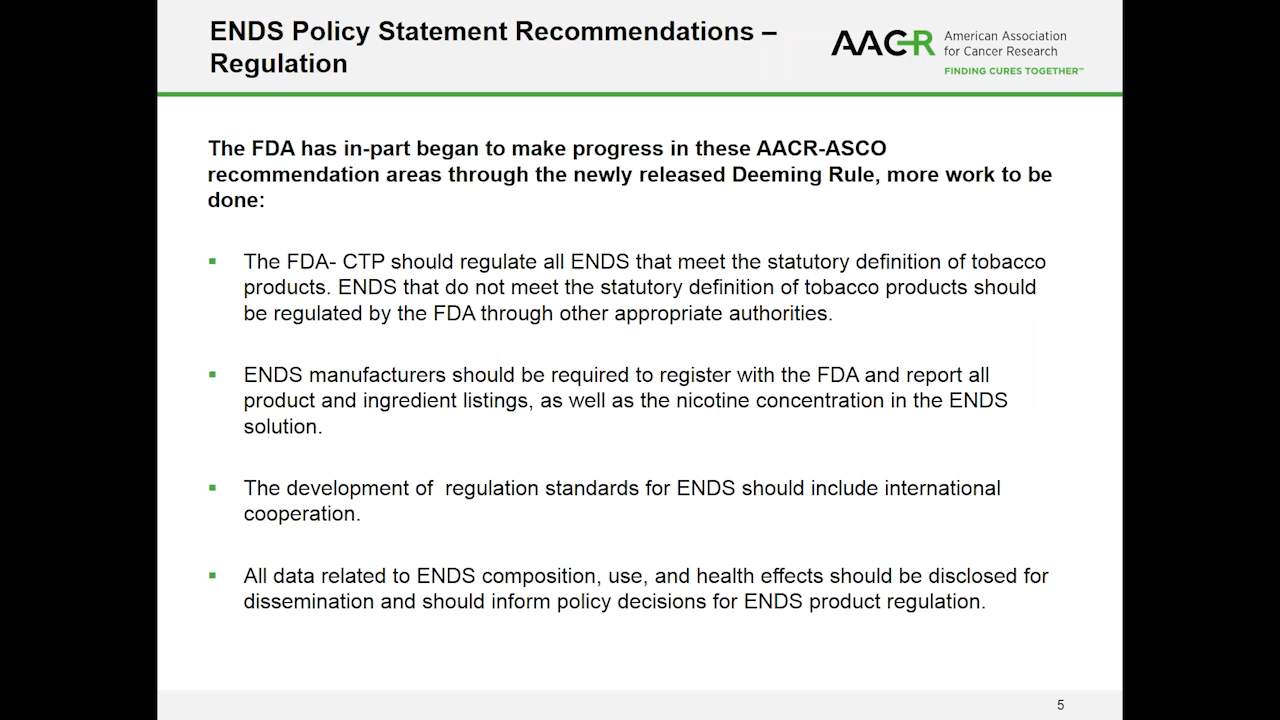 ENDS Policy Statement Recommendations –
Regulation
AACR
American Association
for Cancer Research
FINDING CURES TOGETHER℠
The FDA has in-part began to make progress in these AACR-ASCO
recommendation areas through the newly released Deeming Rule, more work to be
done:
▪ The FDA- CTP should regulate all ENDS that meet the statutory definition of tobacco
products. ENDS that do not meet the statutory definition of tobacco products should
be regulated by the FDA through other appropriate authorities.
▪ ENDS manufacturers should be required to register with the FDA and report all
product and ingredient listings, as well as the nicotine concentration in the ENDS
solution.
▪ The development of  regulation standards for ENDS should include international
cooperation.
▪ All data related to ENDS composition, use, and health effects should be disclosed for
dissemination and should inform policy decisions for ENDS product regulation.
5